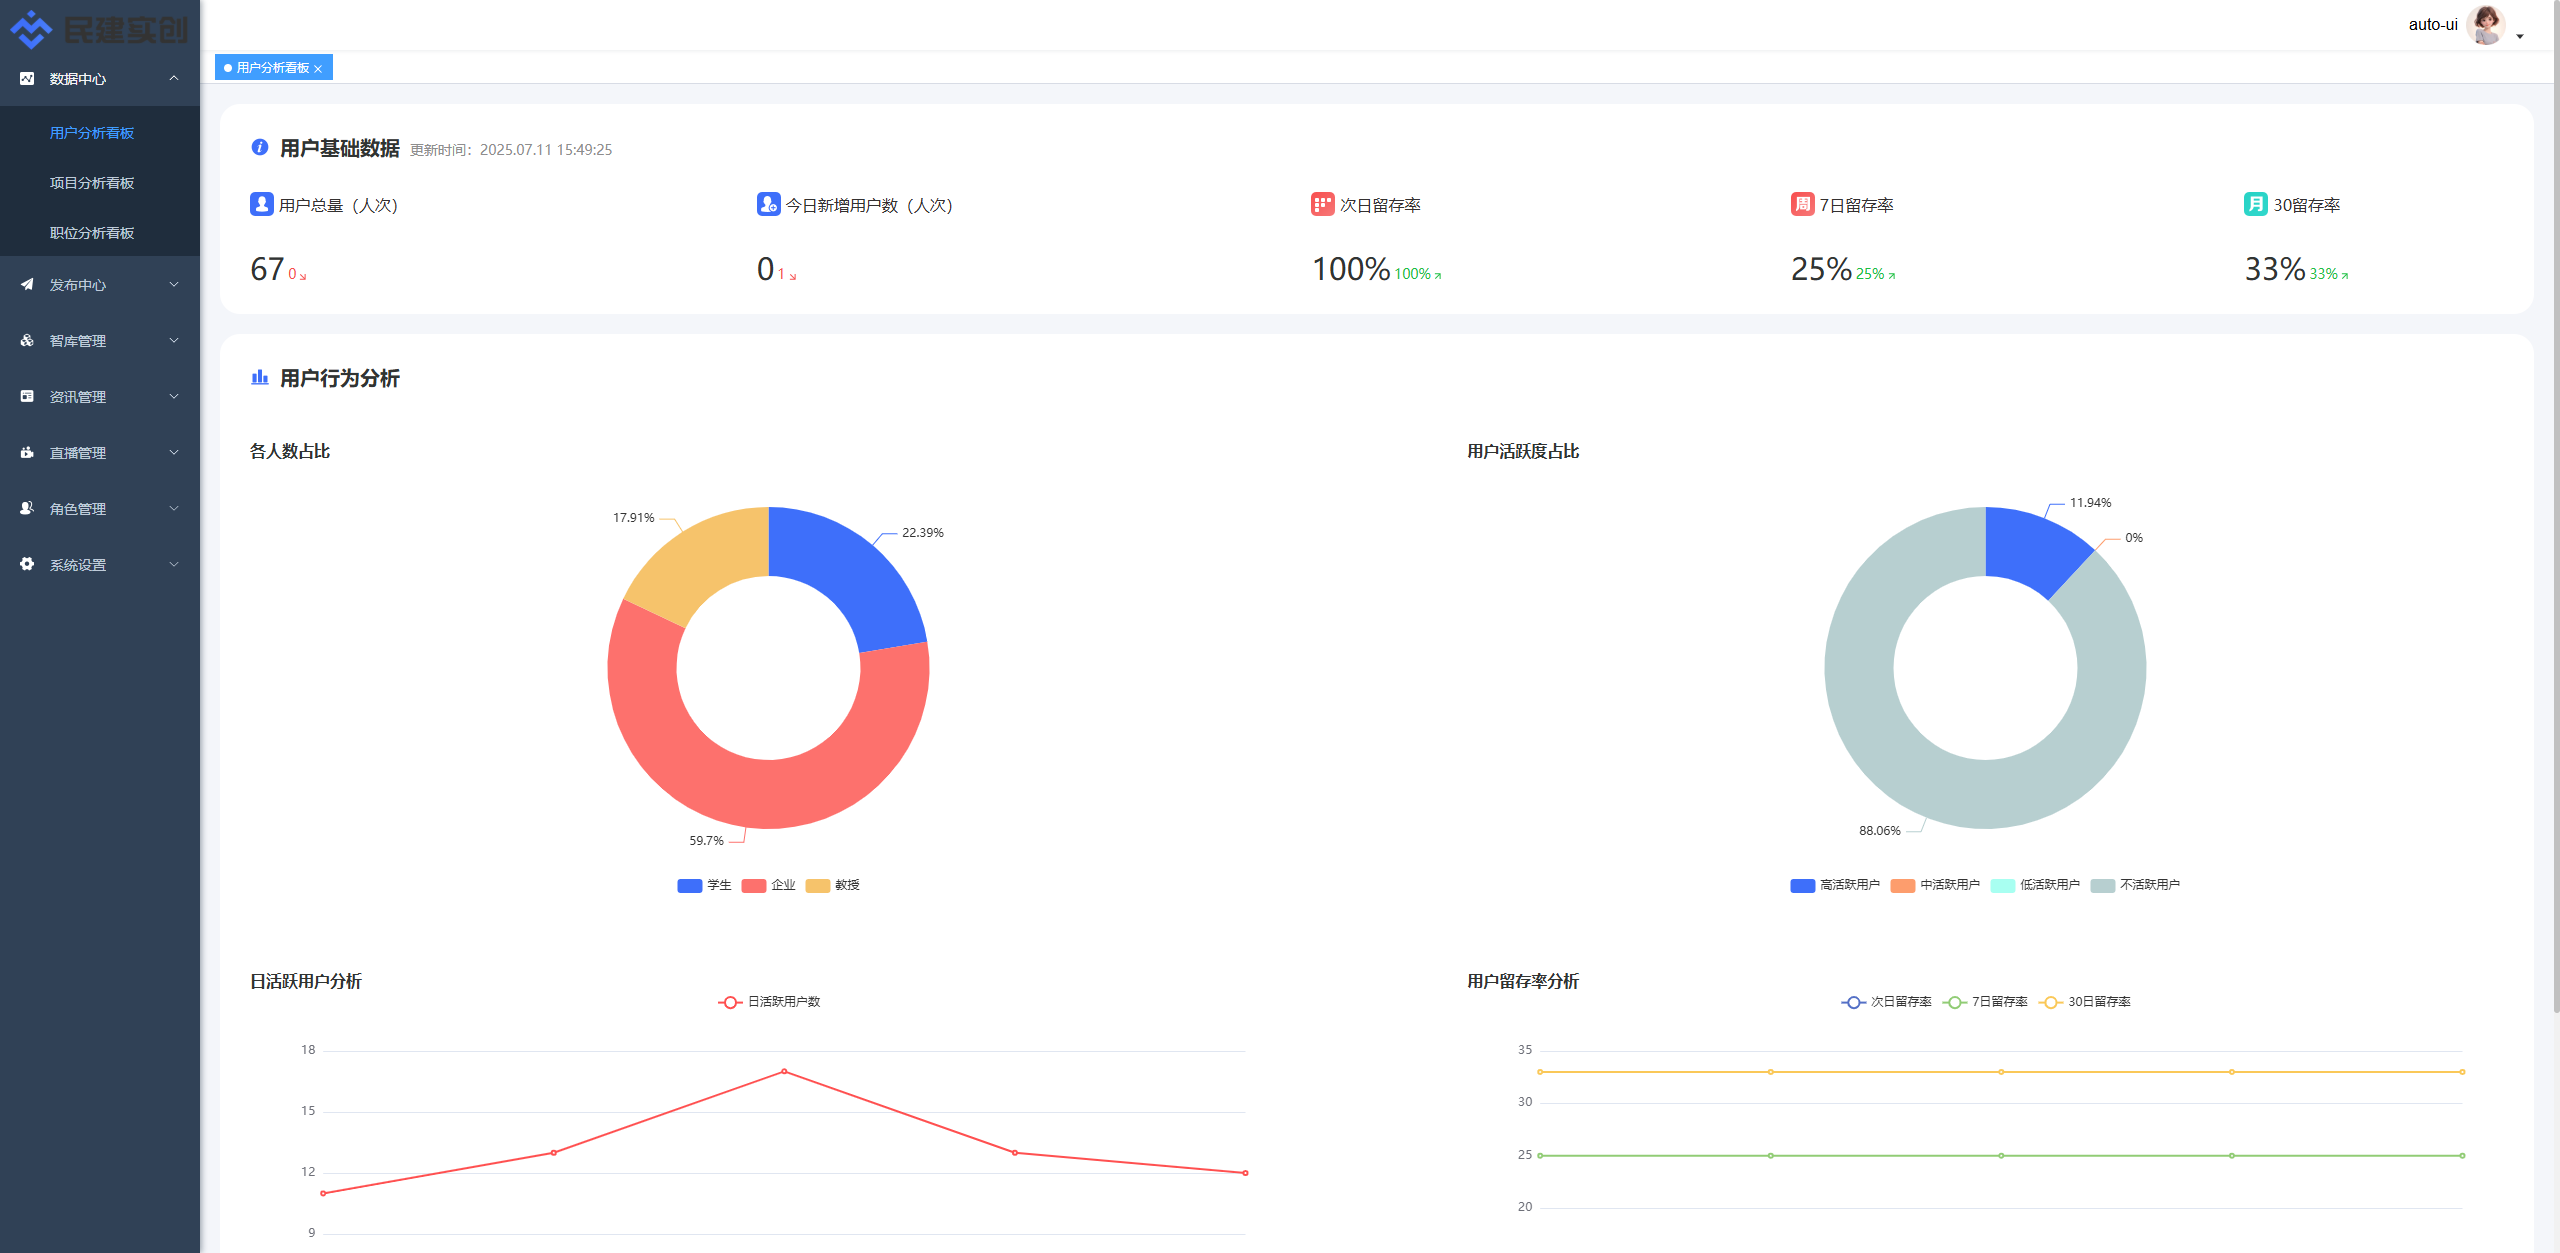 民建实创
auto-ui
数据中心
用户分析看板
项目分析看板
职位分析看板
发布中心
智库管理
资讯管理
直播管理
角色管理
系统设置
用户分析看板
用户基础数据 更新时间：2025.07.11 15:49:25
用户总量（人次）
67 0
今日新增用户数（人次）
0 1
次日留存率
100% 100%
周 7日留存率
25% 25%
月 30留存率
33% 33%
用户行为分析
各人数占比
17.91%
22.39%
59.7%
学生 企业 教授
用户活跃度占比
11.94%
0%
88.06%
高活跃用户 中活跃用户 低活跃用户 不活跃用户
日活跃用户分析
日活跃用户数
18
15
12
9
用户留存率分析
次日留存率 7日留存率 30日留存率
35
30
25
20